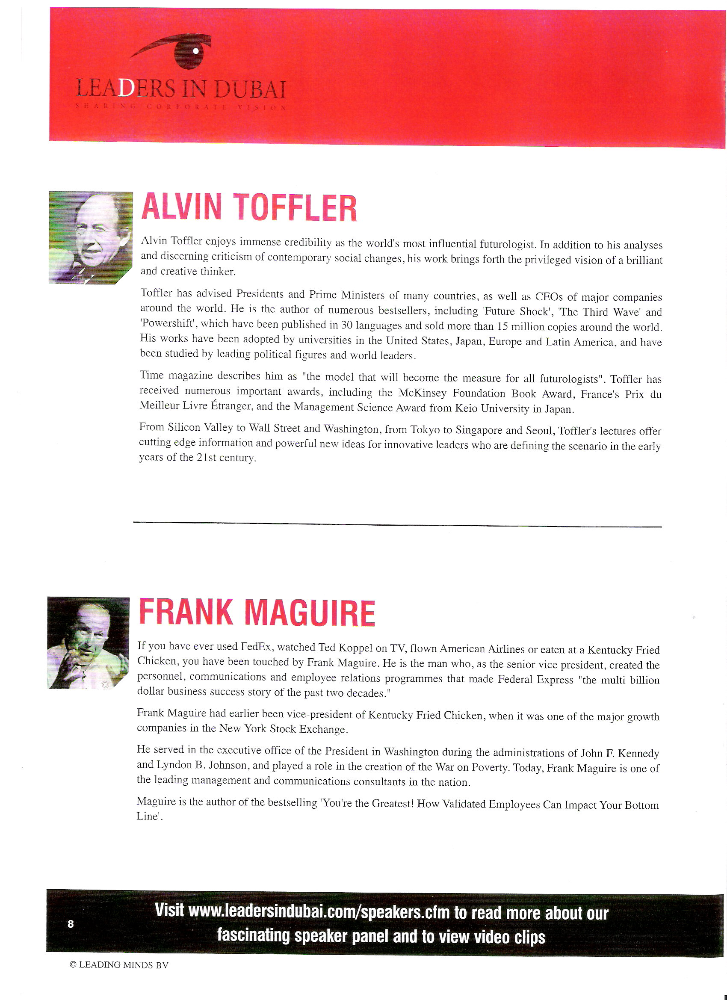 LEADERS IN DUBAI
SHARING CORPORATE VISION
ALVIN TOFFLER
Alvin Toffler enjoys immense credibility as the world's most influential futurologist. In addition to his analyses
and discerning criticism of contemporary social changes, his work brings forth the privileged vision of a brilliant
and creative thinker.
Toffler has advised Presidents and Prime Ministers of many countries, as well as CEOs of major companies
around the world. He is the author of numerous bestsellers, including 'Future Shock', 'The Third Wave' and
'Powershift', which have been published in 30 languages and sold more than 15 million copies around the world.
His works have been adopted by universities in the United States, Japan, Europe and Latin America, and have
been studied by leading political figures and world leaders.
Time magazine describes him as "the model that will become the measure for all futurologists". Toffler has
received numerous important awards, including the McKinsey Foundation Book Award, France's Prix du
Meilleur Livre Étranger, and the Management Science Award from Keio University in Japan.
From Silicon Valley to Wall Street and Washington, from Tokyo to Singapore and Seoul, Toffler's lectures offer
cutting edge information and powerful new ideas for innovative leaders who are defining the scenario in the early
years of the 21st century.
FRANK MAGUIRE
If you have ever used FedEx, watched Ted Koppel on TV, flown American Airlines or eaten at a Kentucky Fried
Chicken, you have been touched by Frank Maguire. He is the man who, as the senior vice president, created the
personnel, communications and employee relations programmes that made Federal Express "the multi billion
dollar business success story of the past two decades."
Frank Maguire had earlier been vice-president of Kentucky Fried Chicken, when it was one of the major growth
companies in the New York Stock Exchange.
He served in the executive office of the President in Washington during the administrations of John F. Kennedy
and Lyndon B. Johnson, and played a role in the creation of the War on Poverty. Today, Frank Maguire is one of
the leading management and communications consultants in the nation.
Maguire is the author of the bestselling 'You're the Greatest! How Validated Employees Can Impact Your Bottom
Line'.
Visit www.leadersindubai.com/speakers.cfm to read more about our
fascinating speaker panel and to view video clips
8
© LEADING MINDS BV